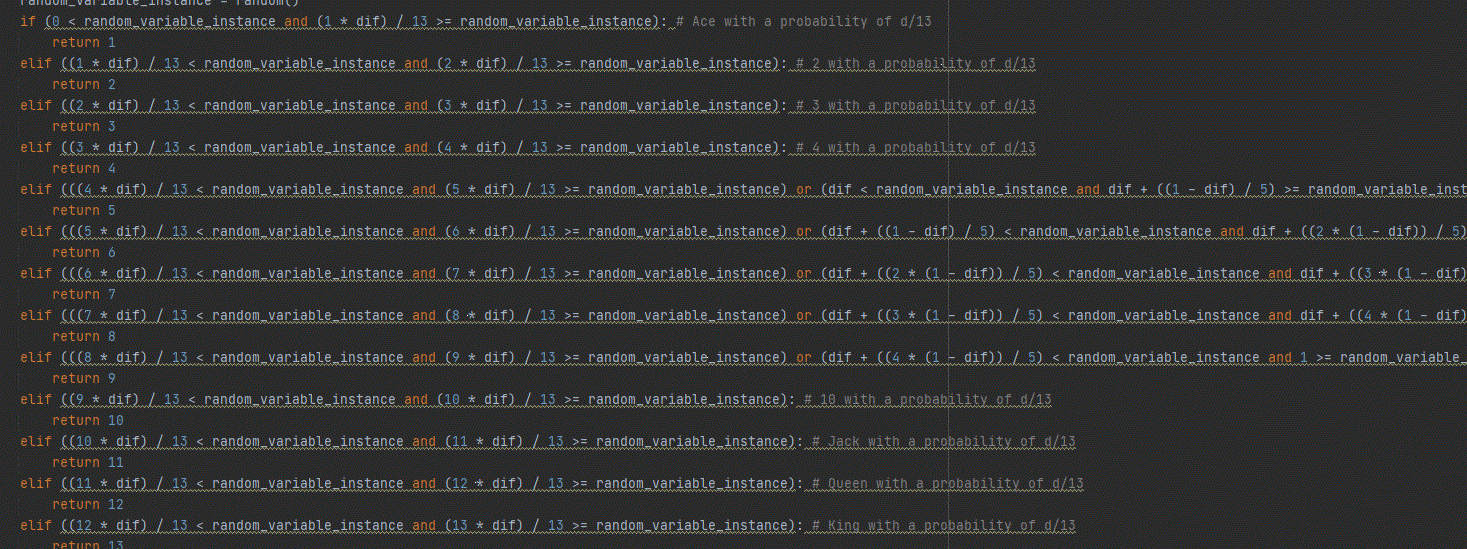 random_variable_instance = random()
if (0 < random_variable_instance and (1 * dif) / 13 >= random_variable_instance): # Ace with a probability of d/13
return 1
elif ((1 * dif) / 13 < random_variable_instance and (2 * dif) / 13 >= random_variable_instance): # 2 with a probability of d/13
return 2
elif ((2 * dif) / 13 < random_variable_instance and (3 * dif) / 13 >= random_variable_instance): # 3 with a probability of d/13
return 3
elif ((3 * dif) / 13 < random_variable_instance and (4 * dif) / 13 >= random_variable_instance): # 4 with a probability of d/13
return 4
elif (((4 * dif) / 13 < random_variable_instance and (5 * dif) / 13 >= random_variable_instance) or (dif < random_variable_instance and dif + ((1 - dif) / 5) >= random_variable_inst
return 5
elif (((5 * dif) / 13 < random_variable_instance and (6 * dif) / 13 >= random_variable_instance) or (dif + ((1 - dif) / 5) < random_variable_instance and dif + ((2 * (1 - dif)) / 5)
return 6
elif (((6 * dif) / 13 < random_variable_instance and (7 * dif) / 13 >= random_variable_instance) or (dif + ((2 * (1 - dif)) / 5) < random_variable_instance and dif + ((3 * (1 - dif)
return 7
elif (((7 * dif) / 13 < random_variable_instance and (8 * dif) / 13 >= random_variable_instance) or (dif + ((3 * (1 - dif)) / 5) < random_variable_instance and dif + ((4 * (1 - dif)
return 8
elif (((8 * dif) / 13 < random_variable_instance and (9 * dif) / 13 >= random_variable_instance) or (dif + ((4 * (1 - dif)) / 5) < random_variable_instance and 1 >= random_variable_
return 9
elif ((9 * dif) / 13 < random_variable_instance and (10 * dif) / 13 >= random_variable_instance): # 10 with a probability of d/13
return 10
elif ((10 * dif) / 13 < random_variable_instance and (11 * dif) / 13 >= random_variable_instance): # Jack with a probability of d/13
return 11
elif ((11 * dif) / 13 < random_variable_instance and (12 * dif) / 13 >= random_variable_instance): # Queen with a probability of d/13
return 12
elif ((12 * dif) / 13 < random_variable_instance and (13 * dif) / 13 >= random_variable_instance): # King with a probability of d/13
return 13